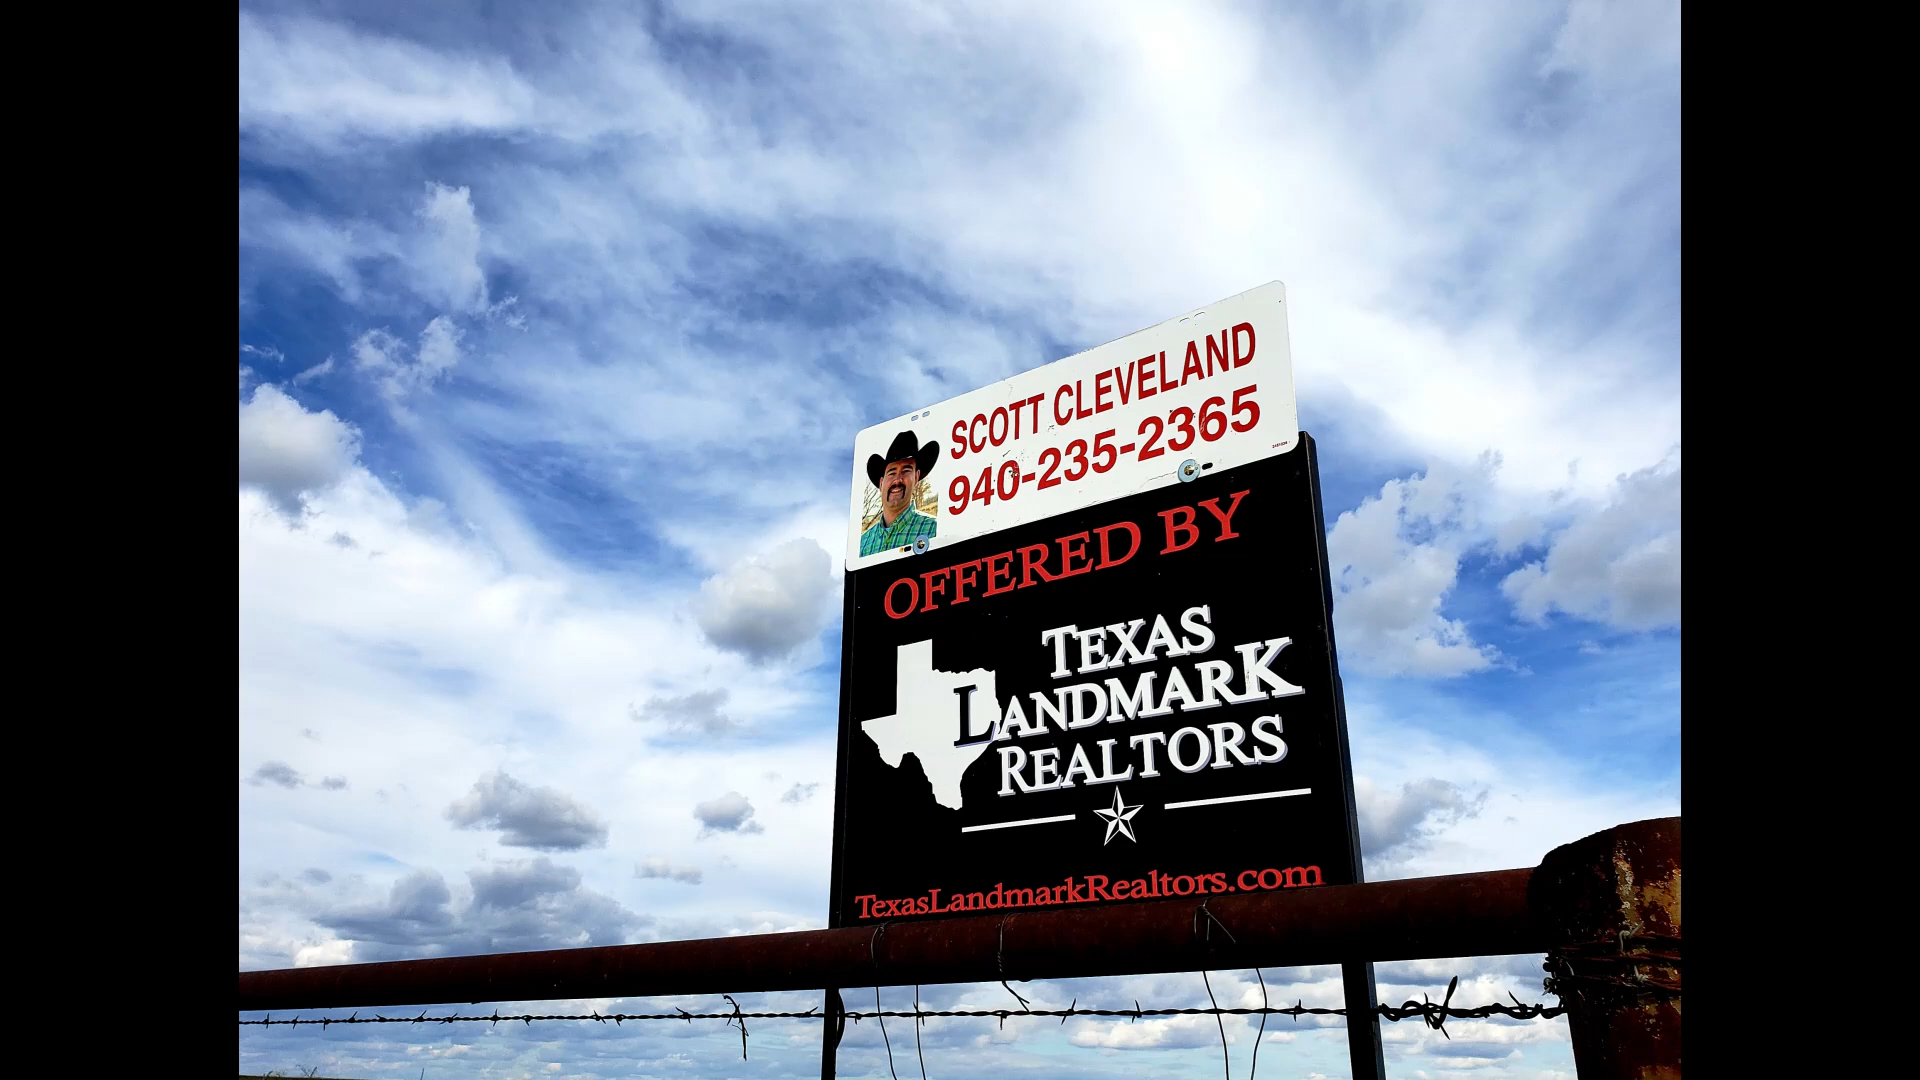 SCOTT CLEVELAND
940-235-2365
OFFERED BY
TEXAS
LANDMARK
REALTORS
TexasLandmarkRealtors.com